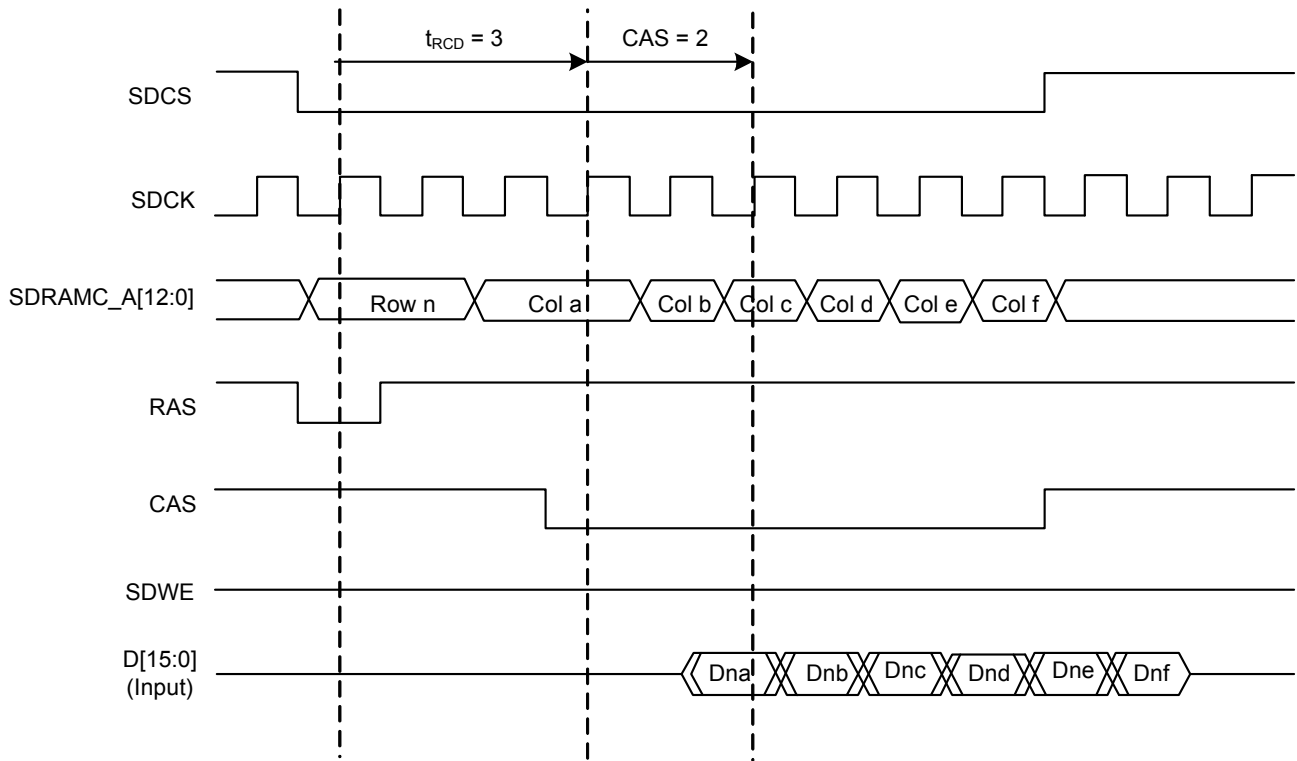 tRCD = 3 CAS = 2
SDCS
SDCK
SDRAMC_A[12:0] Row n Col a Col b Col c Col d Col e Col f
RAS
CAS
SDWE
D[15:0] Dna Dnb Dnc Dnd Dne Dnf
(Input)